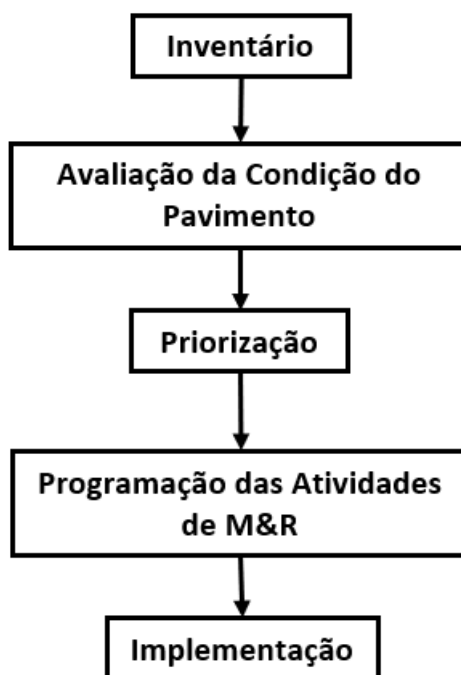 Inventário
Avaliação da Condição do
Pavimento
Priorização
Programação das Atividades
de M&R
Implementação